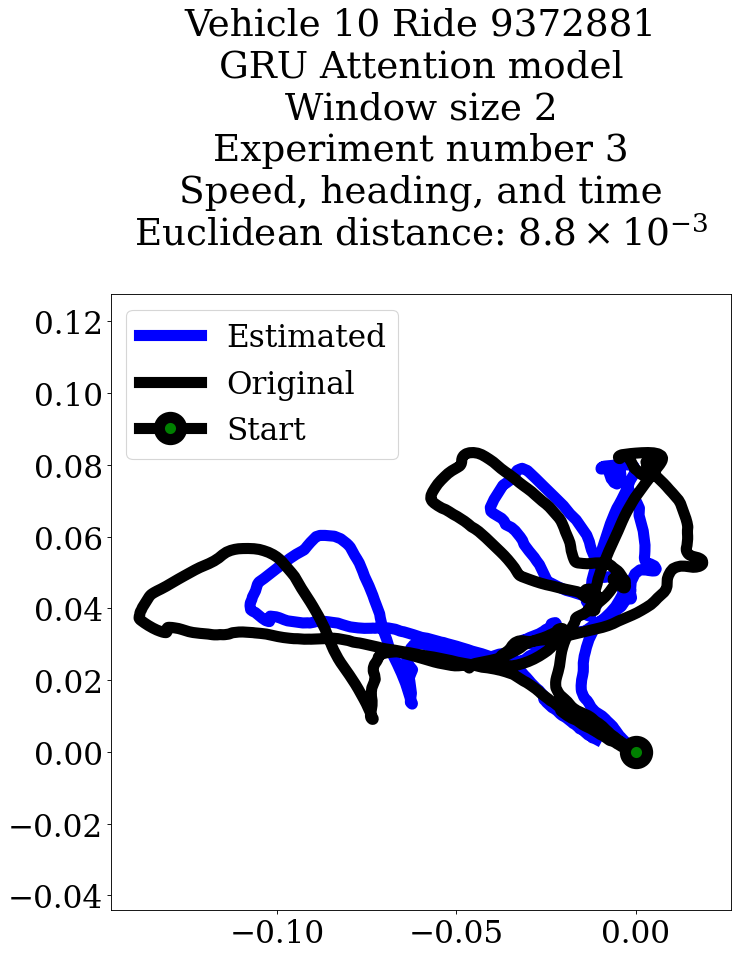 Vehicle 10 Ride 9372881
GRU Attention model
Window size 2
Experiment number 3
Speed, heading, and time
Euclidean distance: 8.8 × 10⁻³
Estimated
Original
Start
0.12
0.10
0.08
0.06
0.04
0.02
0.00
−0.02
−0.04
−0.10
−0.05
0.00